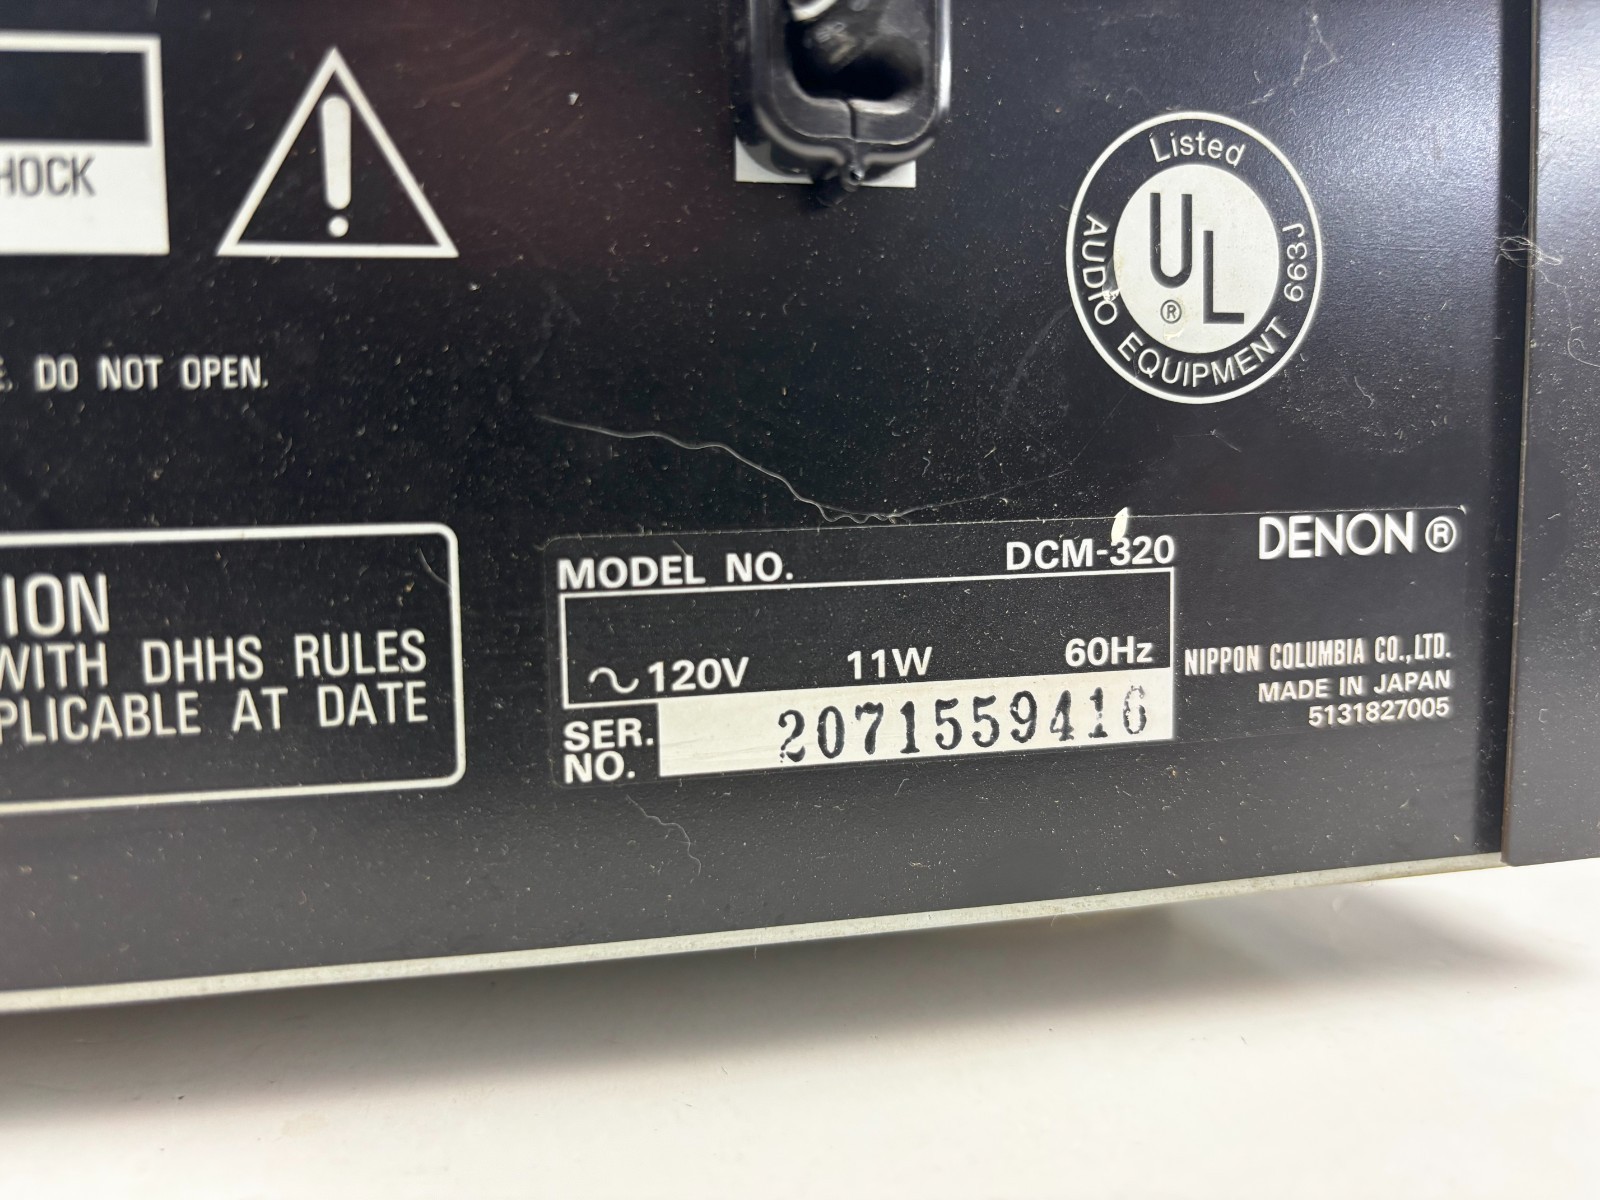 HOCK
Listed
UL
®
AUDIO EQUIPMENT 663J
DO NOT OPEN.
MODEL NO. DCM-320
DENON®
120V 11W 60Hz
NIPPON COLUMBIA CO.,LTD.
MADE IN JAPAN
5131827005
SER. NO. 2071559416
ION
WITH DHHS RULES
PLICABLE AT DATE